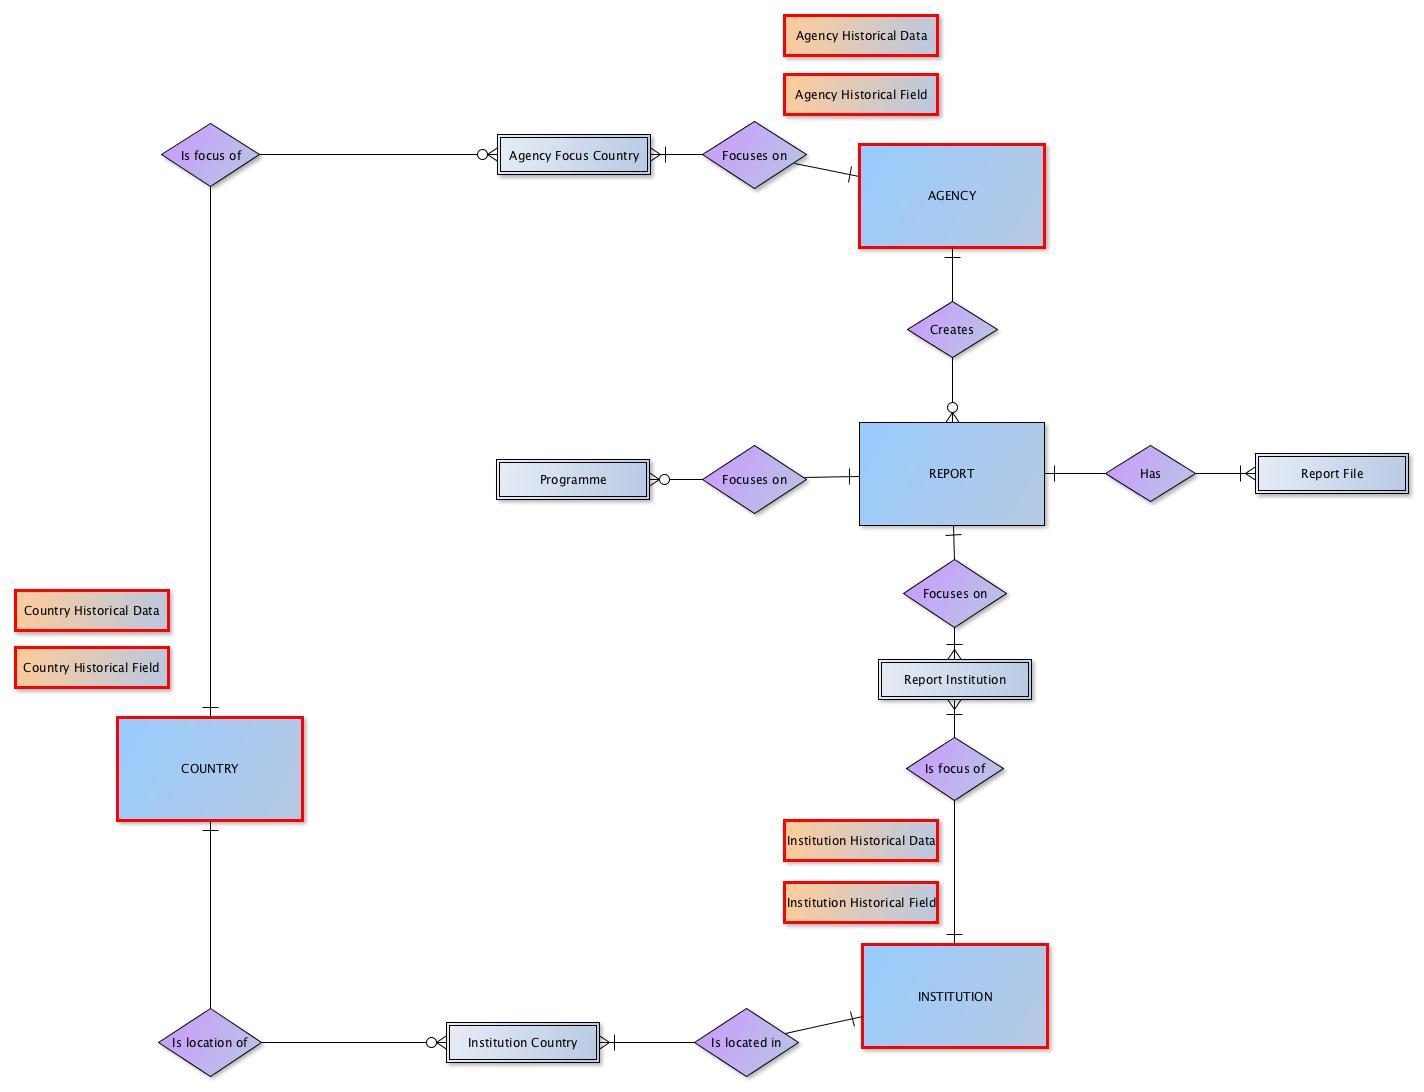 Agency Historical Data
Agency Historical Field
Is focus of
Agency Focus Country
Focuses on
AGENCY
Creates
Programme
Focuses on
REPORT
Has
Report File
Focuses on
Country Historical Data
Country Historical Field
Report Institution
COUNTRY
Is focus of
Institution Historical Data
Institution Historical Field
INSTITUTION
Is location of
Institution Country
Is located in